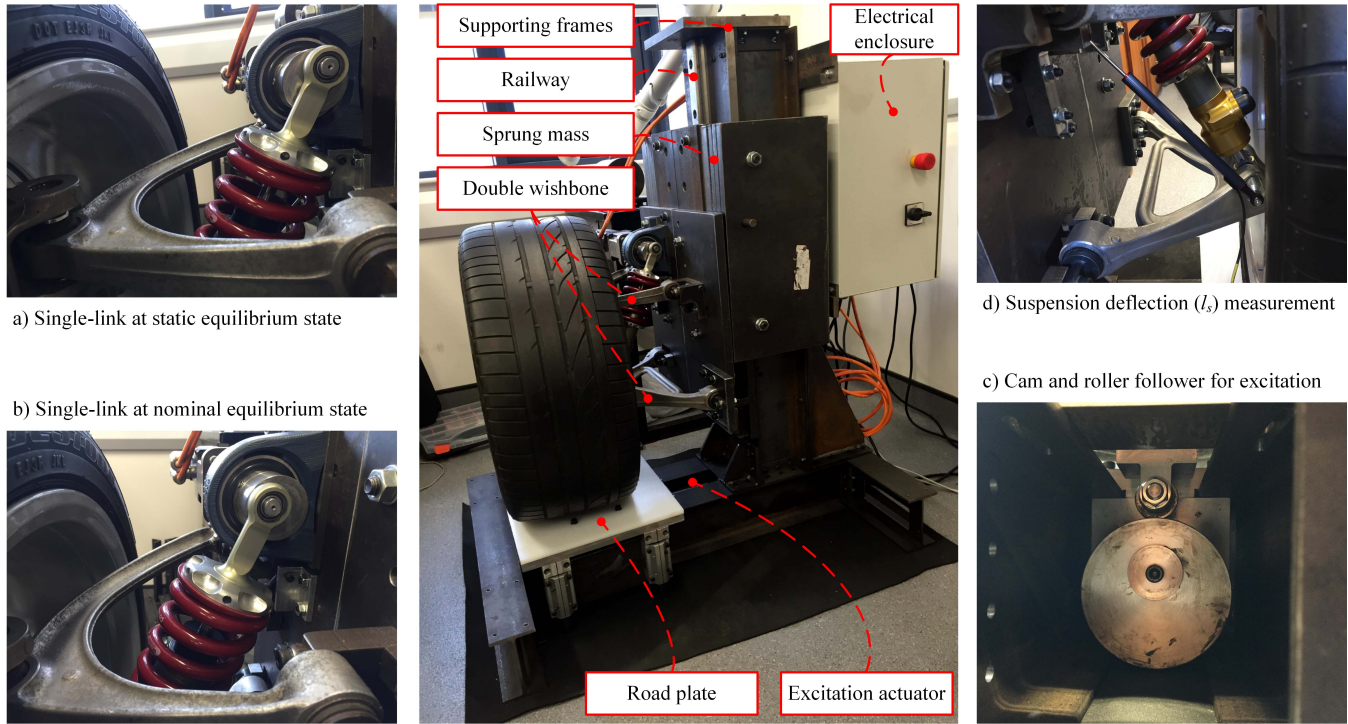 Supporting frames
Railway
Sprung mass
Double wishbone
Electrical
enclosure
a) Single-link at static equilibrium state
b) Single-link at nominal equilibrium state
d) Suspension deflection (lₛ) measurement
c) Cam and roller follower for excitation
Road plate
Excitation actuator